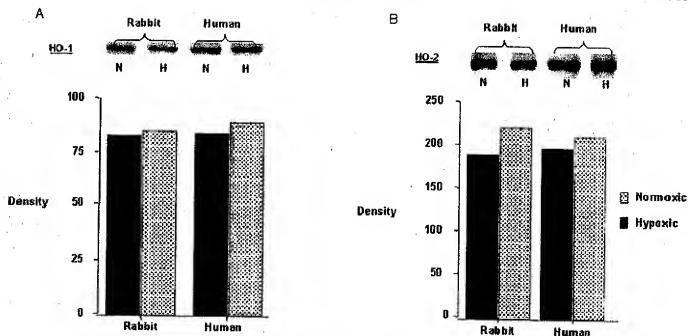 A
Rabbit Human
HO-1
N H N H
100
75
50
25
0
Density
Rabbit Human
B
Rabbit Human
HO-2
N H N H
250
200
150
100
50
0
Density
Normoxic
Hypoxic
Rabbit Human